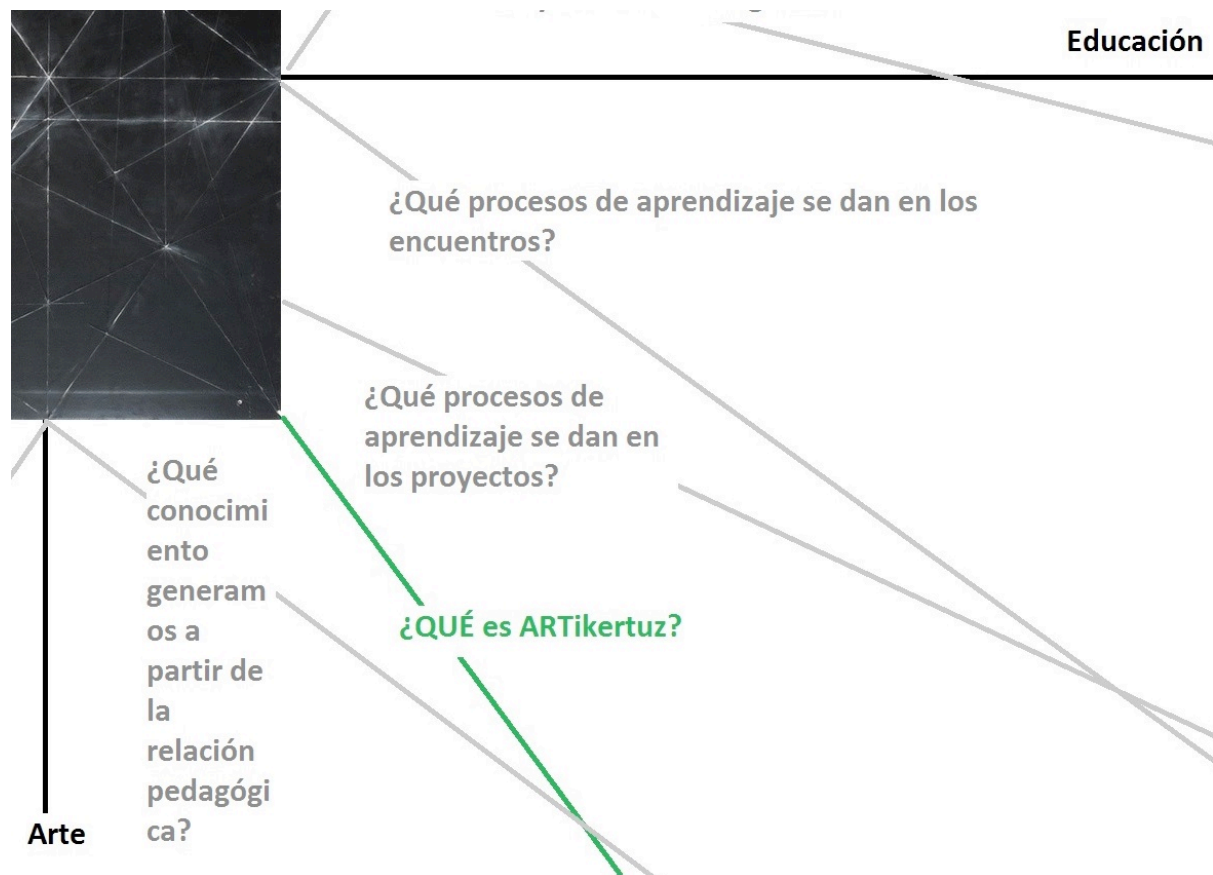 Educación
¿Qué procesos de aprendizaje se dan en los
encuentros?
¿Qué procesos de
aprendizaje se dan en
los proyectos?
¿Qué
conocimi
ento
generam
os a
partir de
la
relación
pedagógi
ca?
¿QUÉ es ARTikertuz?
Arte